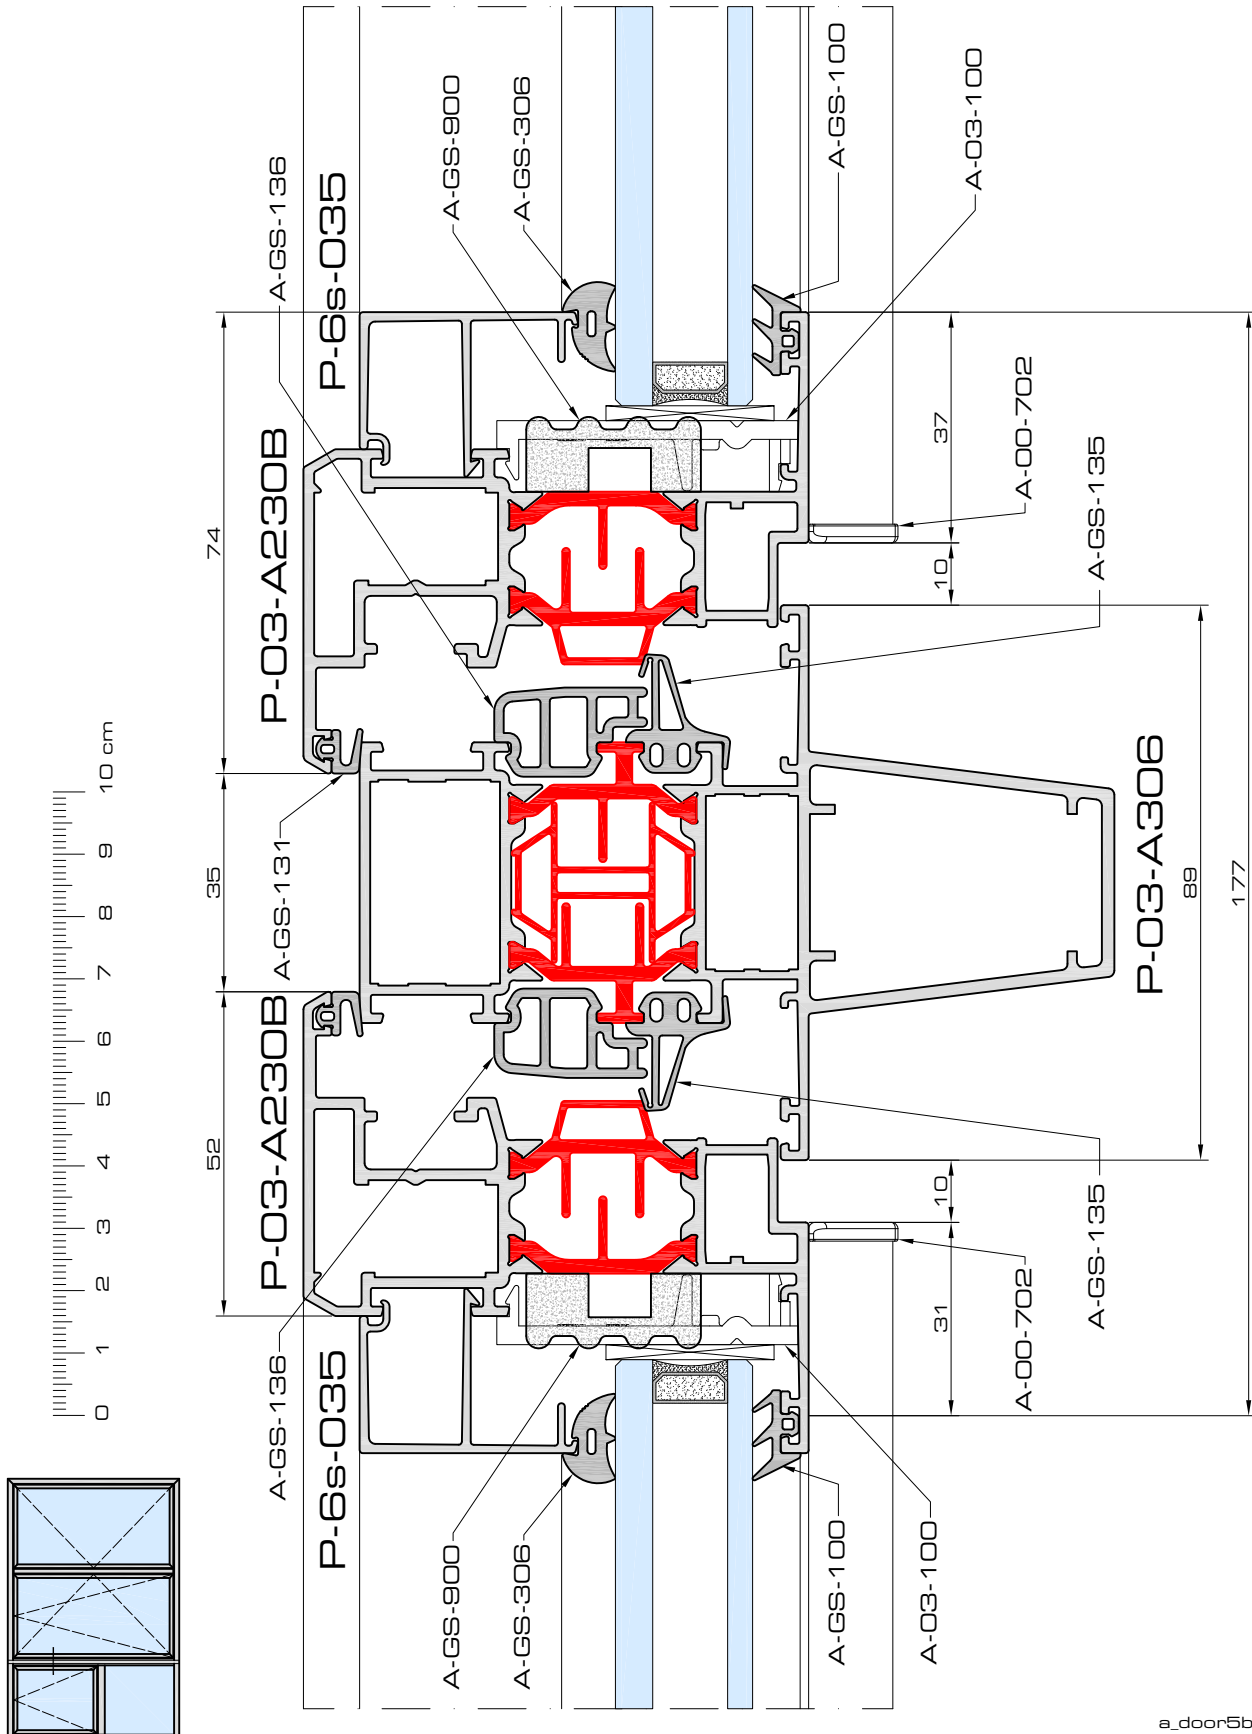 A-GS-136
P-6s-035
A-GS-900
A-GS-306
A-GS-100
A-03-100
74
P-03-A230B
37
A-00-702
10
A-GS-135
A-GS-131
35
P-03-A306
89
177
10 cm
9
8
7
6
5
4
3
2
1
0
52
P-03-A230B
A-GS-136
P-6s-035
10
31
A-GS-135
A-00-702
A-GS-900
A-GS-306
A-GS-100
A-03-100
a_door5b